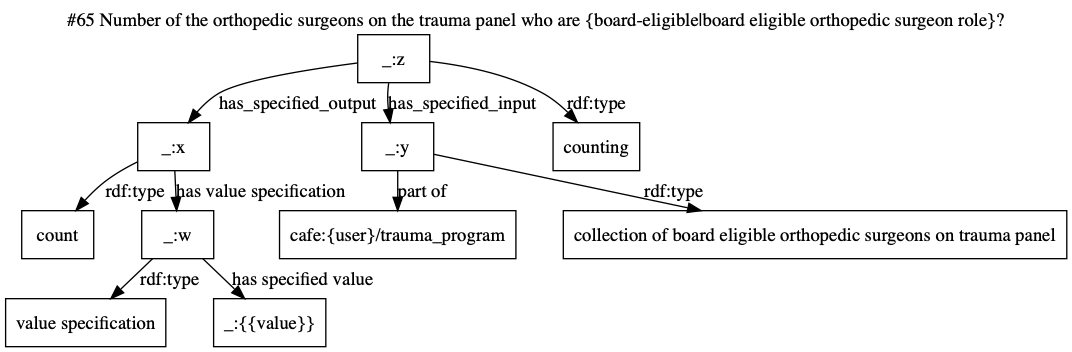 #65 Number of the orthopedic surgeons on the trauma panel who are {board-eligible|board eligible orthopedic surgeon role}?
_:z
has_specified_output
has_specified_input
rdf:type
_:x
_:y
counting
rdf:type
has value specification
part of
rdf:type
count
_:w
cafe:{user}/trauma_program
collection of board eligible orthopedic surgeons on trauma panel
rdf:type
has specified value
value specification
_:{{value}}